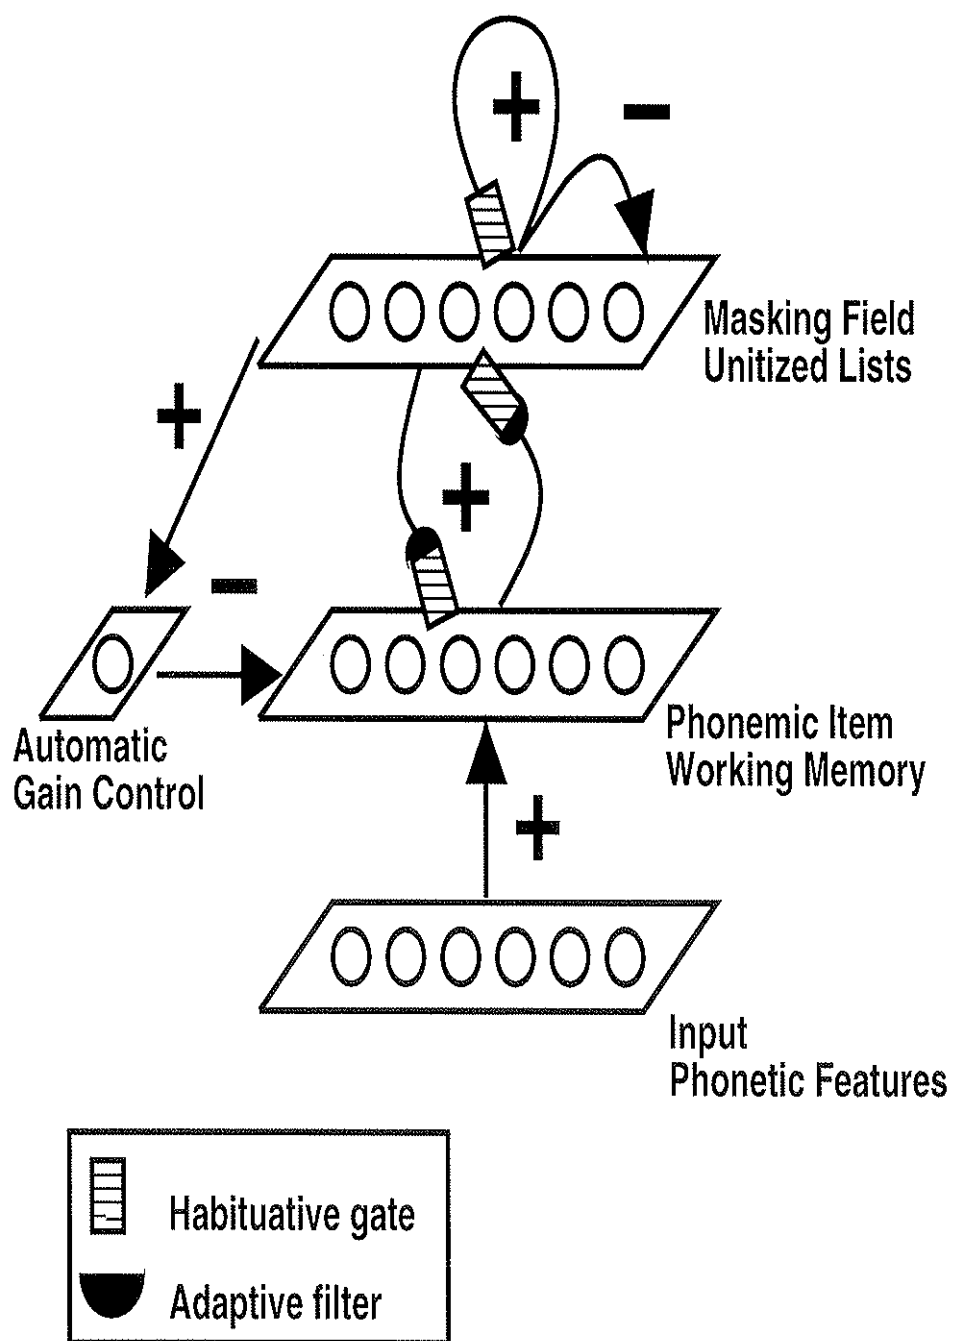 +
−
Masking Field
Unitized Lists
+
+
−
Automatic
Gain Control
Phonemic Item
Working Memory
+
Input
Phonetic Features
Habituative gate
Adaptive filter